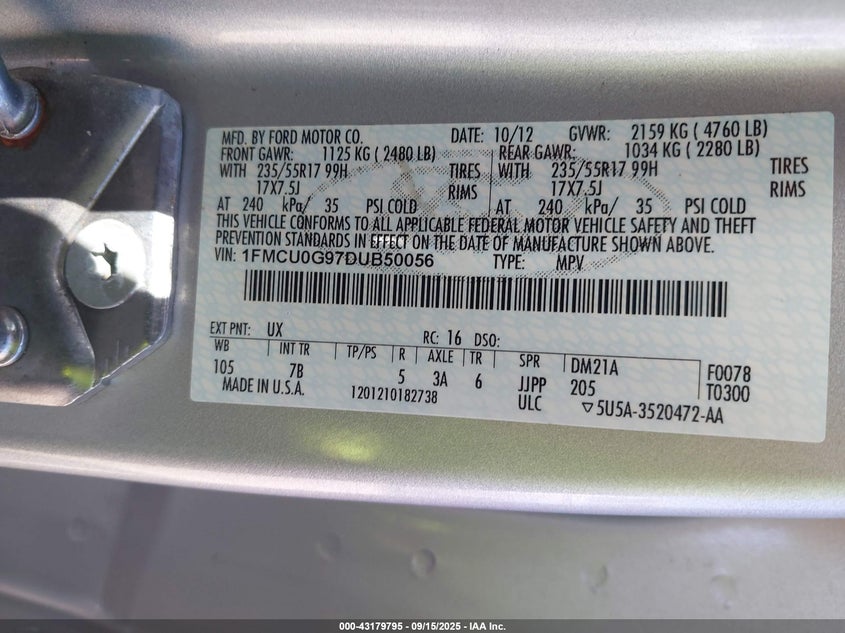 MFD. BY FORD MOTOR CO. DATE: 10/12 GVWR: 2159 KG ( 4760 LB)
FRONT GAWR: 1125 KG ( 2480 LB) REAR GAWR: 1034 KG ( 2280 LB)
WITH 235/55R17 99H WITH 235/55R17 99H TIRES
17X7.5J RIMS 17X7.5J RIMS
AT 240 kPa/ 35 PSI COLD AT 240 kPa/ 35 PSI COLD
THIS VEHICLE CONFORMS TO ALL APPLICABLE FEDERAL MOTOR VEHICLE SAFETY AND THEFT
PREVENTION STANDARDS IN EFFECT ON THE DATE OF MANUFACTURE SHOWN ABOVE.
VIN: 1FMCU0G97DUB50056 TYPE: MPV
EXT PNT: UX RC: 16 DSO:
WB INT TR TP/PS R AXLE TR SPR DM21A F0078
105 7B 5 3A 6 JJPP 205 T0300
MADE IN U.S.A. 1201210182738 ULC ▽5U5A-3520472-AA
000-43179795 - 09/15/2025 - IAA Inc.